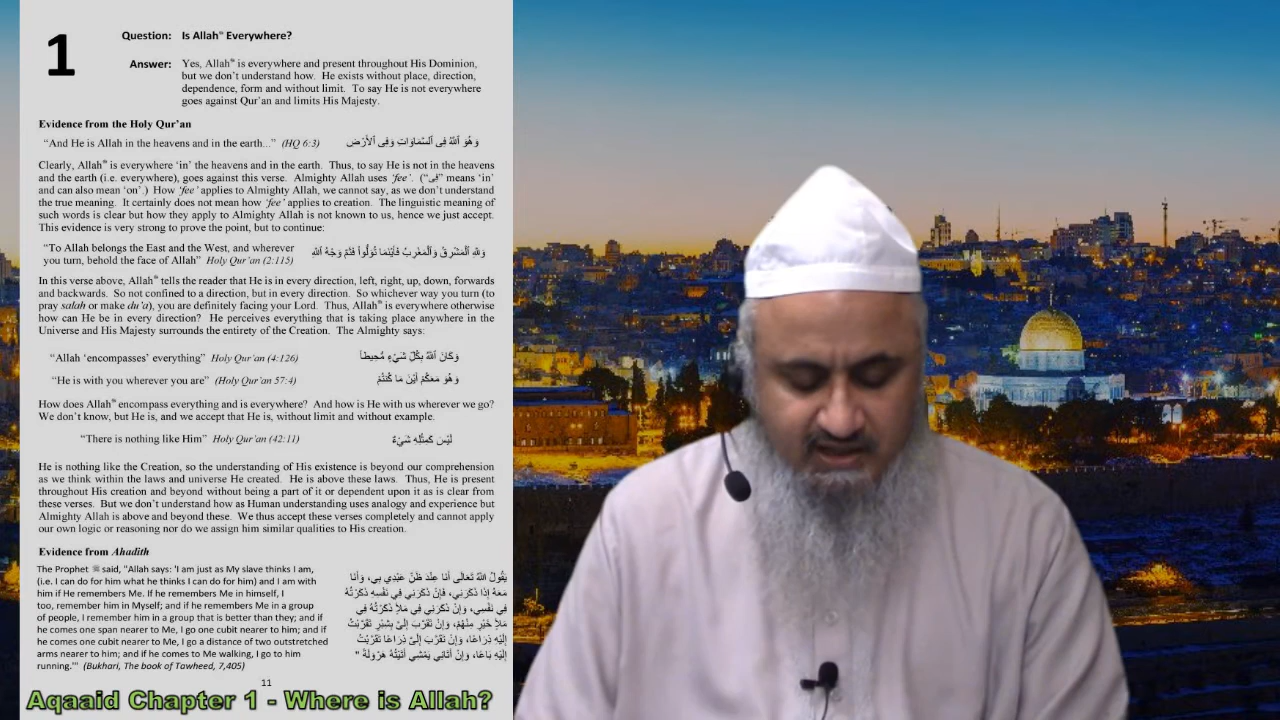 1
Question: Is Allah Everywhere?
Answer: Yes, Allah is everywhere and present throughout His Dominion,
but we don't understand how. He exists without place, direction,
dependence, form and without limit. To say He is not everywhere
goes against Qur'an and limits His Majesty.
Evidence from the Holy Qur'an
"And He is Allah in the heavens and in the earth..." (HQ 6:3) وَهُوَ ٱللَّهُ فِى ٱلسَّمَاوَاتِ وَفِى ٱلْأَرْضِ
Clearly, Allah is everywhere 'in' the heavens and in the earth. Thus, to say He is not in the heavens
and the earth (i.e. everywhere), goes against this verse. Almighty Allah uses 'fee'. ("فِى" means 'in'
and can also mean 'on'.) How 'fee' applies to Almighty Allah, we cannot say, as we don't understand
the true meaning. It certainly does not mean how 'fee' applies to creation. The linguistic meaning of
such words is clear but how they apply to Almighty Allah is not known to us, hence we just accept.
This evidence is very strong to prove the point, but to continue:
"To Allah belongs the East and the West, and wherever
you turn, behold the face of Allah" Holy Qur'an (2:115) وَلِلَّهِ ٱلْمَشْرِقُ وَٱلْمَغْرِبُ فَأَيْنَمَا تُوَلُّواْ فَثَمَّ وَجْهُ ٱللَّهِ
In this verse above, Allah tells the reader that He is in every direction, left, right, up, down, forwards
and backwards. So not confined to a direction, but in every direction. So whichever way you turn (to
pray salah or make du'a), you are definitely facing your Lord. Thus, Allah is everywhere otherwise
how can He be in every direction? He perceives everything that is taking place anywhere in the
Universe and His Majesty surrounds the entirety of the Creation. The Almighty says:
"Allah 'encompasses' everything" Holy Qur'an (4:126) وَكَانَ ٱللَّهُ بِكُلِّ شَيْءٍ مُّحِيطاً
"He is with you wherever you are" (Holy Qur'an 57:4) وَهُوَ مَعَكُمْ أَيْنَ مَا كُنتُمْ
How does Allah encompass everything and is everywhere? And how is He with us wherever we go?
We don't know, but He is, and we accept that He is, without limit and without example.
"There is nothing like Him" Holy Qur'an (42:11) لَيْسَ كَمِثْلِهِ شَيْءٌ
He is nothing like the Creation, so the understanding of His existence is beyond our comprehension
as we think within the laws and universe He created. He is above these laws. Thus, He is present
throughout His creation and beyond without being a part of it or dependent upon it as is clear from
these verses. But we don't understand how as Human understanding uses analogy and experience but
Almighty Allah is above and beyond these. We thus accept these verses completely and cannot apply
our own logic or reasoning nor do we assign him similar qualities to His creation.
Evidence from Ahadith
The Prophet ﷺ said, "Allah says: 'I am just as My slave thinks I am,
(i.e. I can do for him what he thinks I can do for him) and I am with
him if He remembers Me. If he remembers Me in himself, I
too, remember him in Myself; and if he remembers Me in a group
of people, I remember him in a group that is better than they; and if
he comes one span nearer to Me, I go one cubit nearer to him; and if
he comes one cubit nearer to Me, I go a distance of two outstretched
arms nearer to him; and if he comes to Me walking, I go to him
running.'" (Bukhari, The book of Tawheed, 7,405)
يَقُولُ اللَّهُ تَعَالَى أَنَا عِنْدَ ظَنِّ عَبْدِي بِي، وَأَنَا
مَعَهُ إِذَا ذَكَرَنِي، فَإِنْ ذَكَرَنِي فِي نَفْسِهِ ذَكَرْتُهُ
فِي نَفْسِي، وَإِنْ ذَكَرَنِي فِي مَلأٍ ذَكَرْتُهُ فِي
مَلأٍ خَيْرٍ مِنْهُمْ، وَإِنْ تَقَرَّبَ إِلَىَّ بِشِبْرٍ تَقَرَّبْتُ
إِلَيْهِ ذِرَاعًا، وَإِنْ تَقَرَّبَ إِلَىَّ ذِرَاعًا تَقَرَّبْتُ
إِلَيْهِ بَاعًا، وَإِنْ أَتَانِي يَمْشِي أَتَيْتُهُ هَرْوَلَةً "
11
Aqaaid Chapter 1 - Where is Allah?